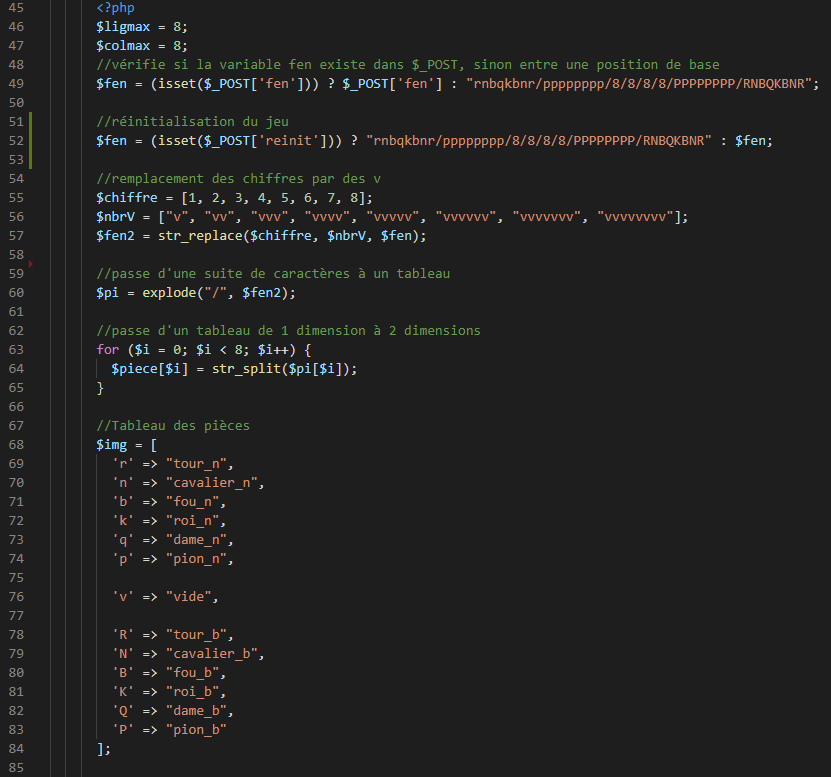 45 <?php
46 $ligmax = 8;
47 $colmax = 8;
48 //vérifie si la variable fen existe dans $_POST, sinon entre une position de base
49 $fen = (isset($_POST['fen'])) ? $_POST['fen'] : "rnbqkbnr/pppppppp/8/8/8/8/PPPPPPPP/RNBQKBNR";
50
51 //réinitialisation du jeu
52 $fen = (isset($_POST['reinit'])) ? "rnbqkbnr/pppppppp/8/8/8/8/PPPPPPPP/RNBQKBNR" : $fen;
53
54 //remplacement des chiffres par des v
55 $chiffre = [1, 2, 3, 4, 5, 6, 7, 8];
56 $nbrV = ["v", "vv", "vvv", "vvvv", "vvvvv", "vvvvvv", "vvvvvvv", "vvvvvvvv"];
57 $fen2 = str_replace($chiffre, $nbrV, $fen);
58
59 //passe d'une suite de caractères à un tableau
60 $pi = explode("/", $fen2);
61
62 //passe d'un tableau de 1 dimension à 2 dimensions
63 for ($i = 0; $i < 8; $i++) {
64 $piece[$i] = str_split($pi[$i]);
65 }
66
67 //Tableau des pièces
68 $img = [
69 'r' => "tour_n",
70 'n' => "cavalier_n",
71 'b' => "fou_n",
72 'k' => "roi_n",
73 'q' => "dame_n",
74 'p' => "pion_n",
75
76 'v' => "vide",
77
78 'R' => "tour_b",
79 'N' => "cavalier_b",
80 'B' => "fou_b",
81 'K' => "roi_b",
82 'Q' => "dame_b",
83 'P' => "pion_b"
84 ];
85